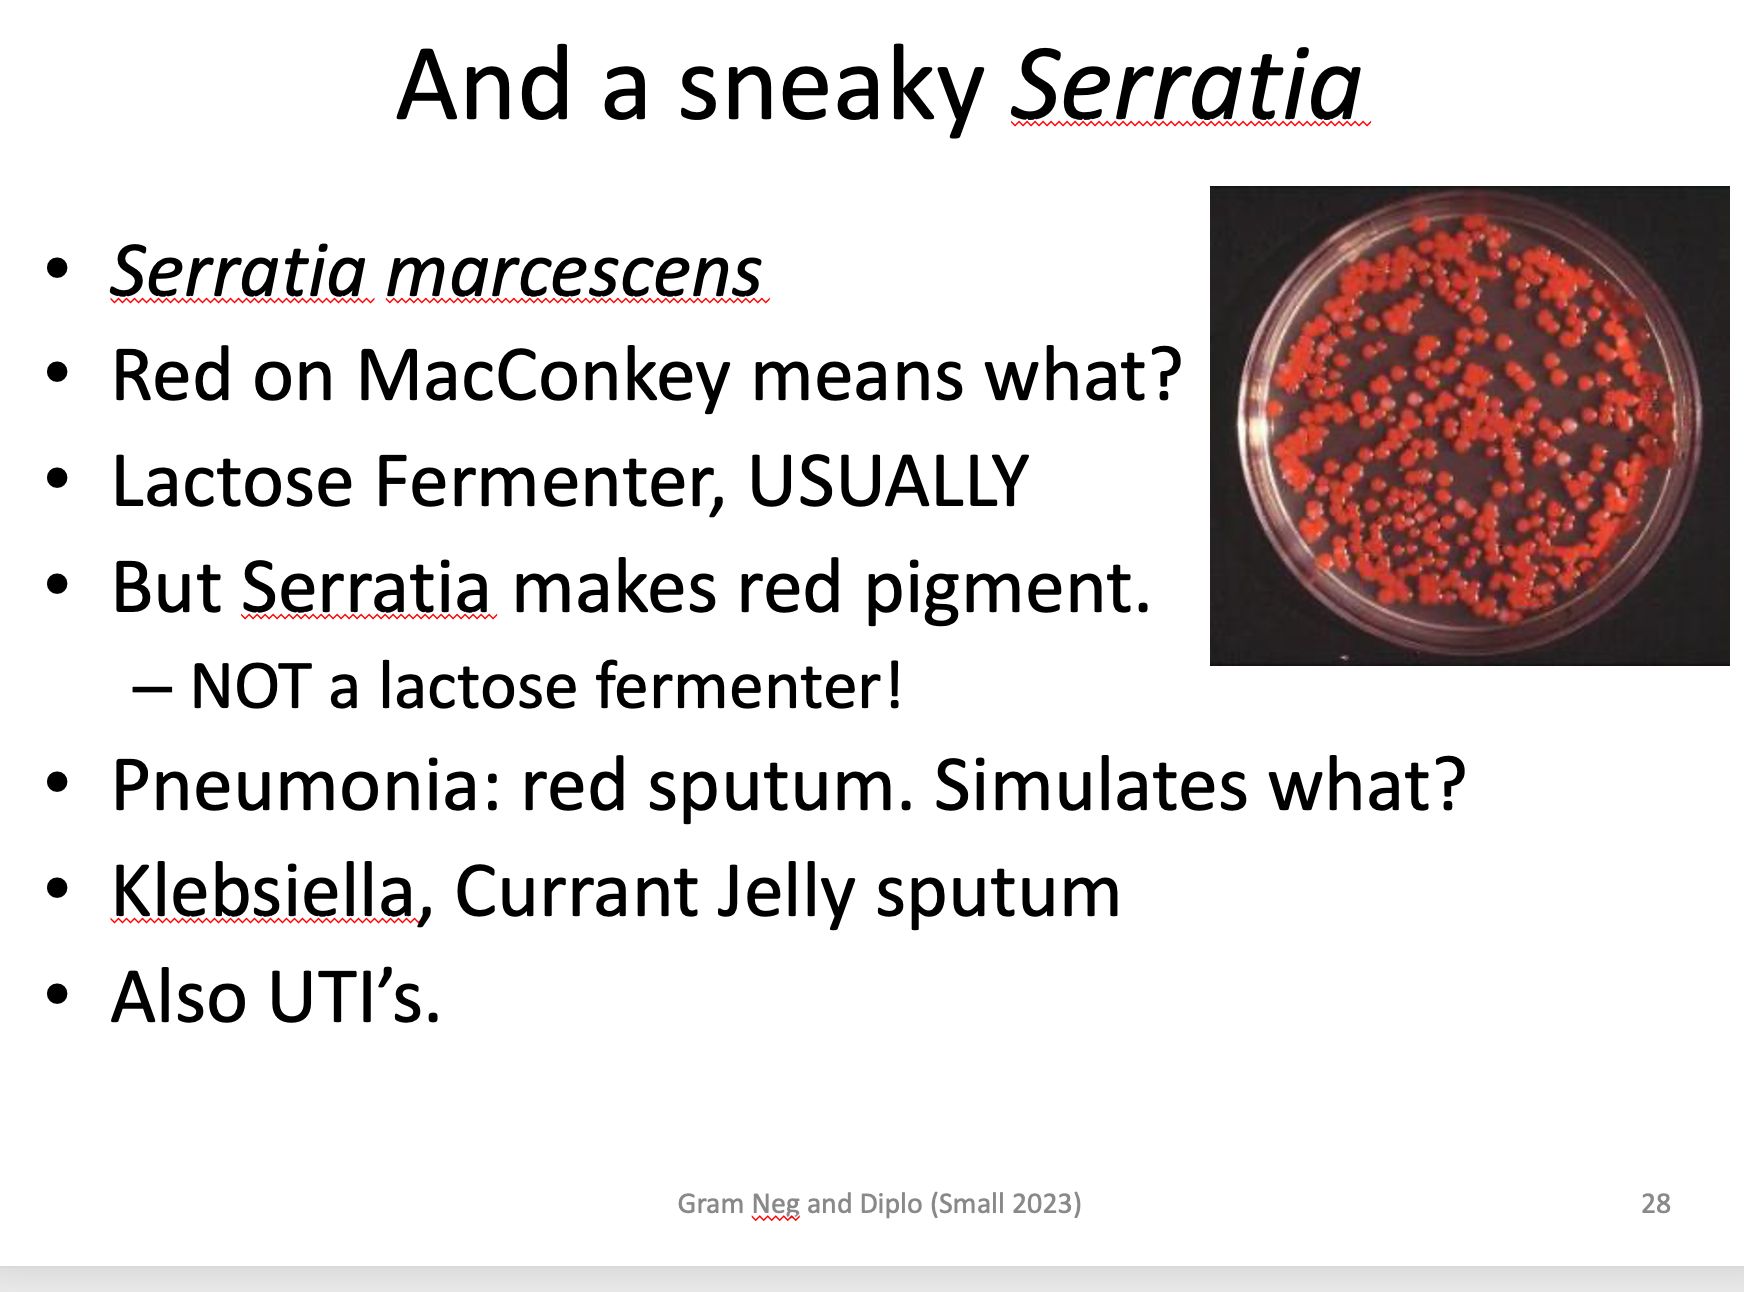 And a sneaky Serratia
• Serratia marcescens
• Red on MacConkey means what?
• Lactose Fermenter, USUALLY
• But Serratia makes red pigment.
– NOT a lactose fermenter!
• Pneumonia: red sputum. Simulates what?
• Klebsiella, Currant Jelly sputum
• Also UTI’s.
Gram Neg and Diplo (Small 2023)
28